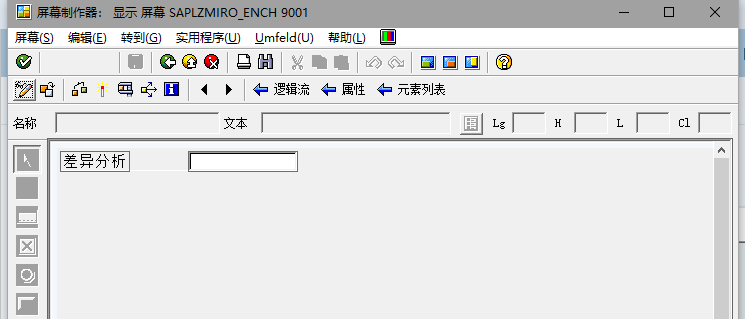 屏幕制作器： 显示 屏幕 SAPLZMIRO_ENCH 9001
屏幕(S) 编辑(E) 转到(G) 实用程序(U) Umfeld(U) 帮助(L)
逻辑流 属性 元素列表
名称 文本 Lg H L Cl
差异分析